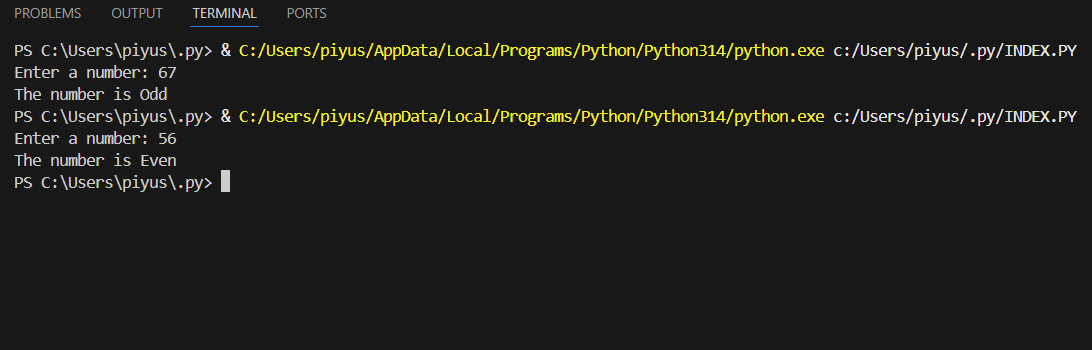 PROBLEMS OUTPUT TERMINAL PORTS
PS C:\Users\piyus\.py> & C:/Users/piyus/AppData/Local/Programs/Python/Python314/python.exe c:/Users/piyus/.py/INDEX.PY
Enter a number: 67
The number is Odd
PS C:\Users\piyus\.py> & C:/Users/piyus/AppData/Local/Programs/Python/Python314/python.exe c:/Users/piyus/.py/INDEX.PY
Enter a number: 56
The number is Even
PS C:\Users\piyus\.py>